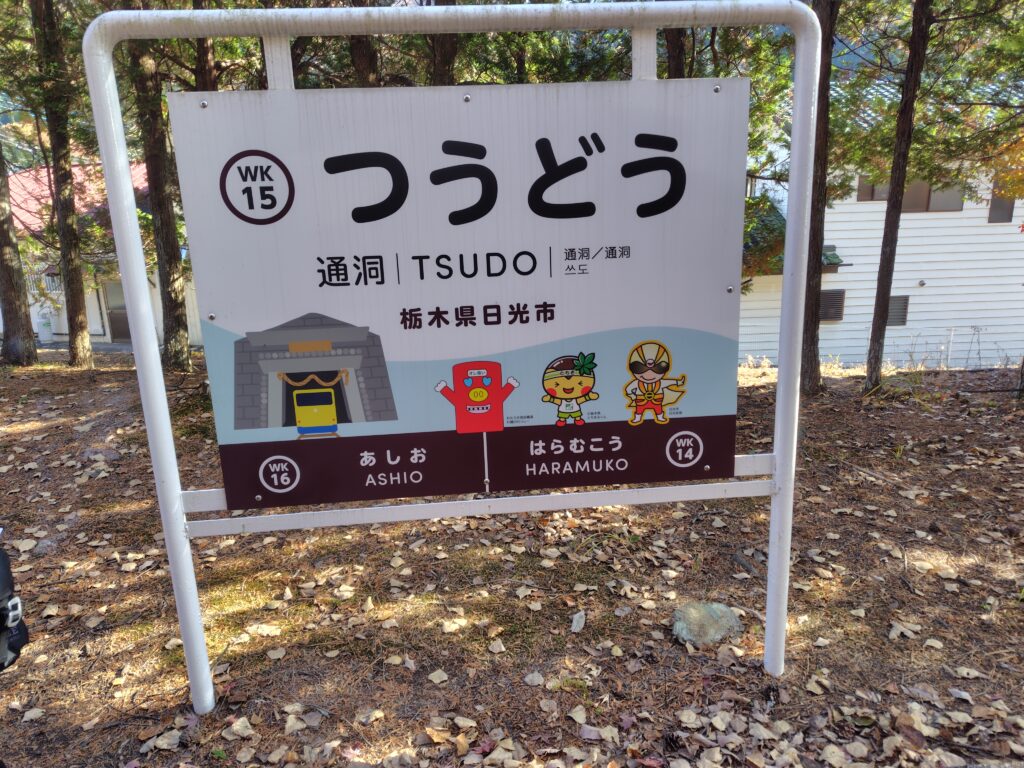 WK
15
つうどう
通洞
TSUDO
通洞／通洞
쓰도
栃木県日光市
WK
16
あしお
ASHIO
はらむこう
HARAMUKO
WK
14